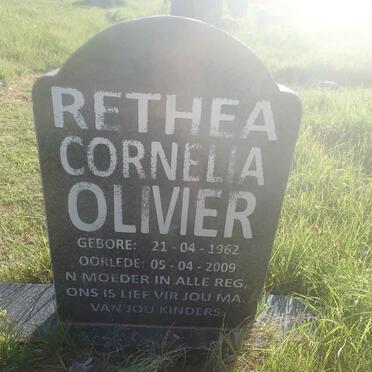 RETHEA
CORNELIA
OLIVIER
GEBORE: 21 - 04 - 1962
OORLEDE: 05 - 04 - 2009
N MOEDER IN ALLE REG,
ONS IS LIEF VIR JOU MA.
VAN JOU KINDERS